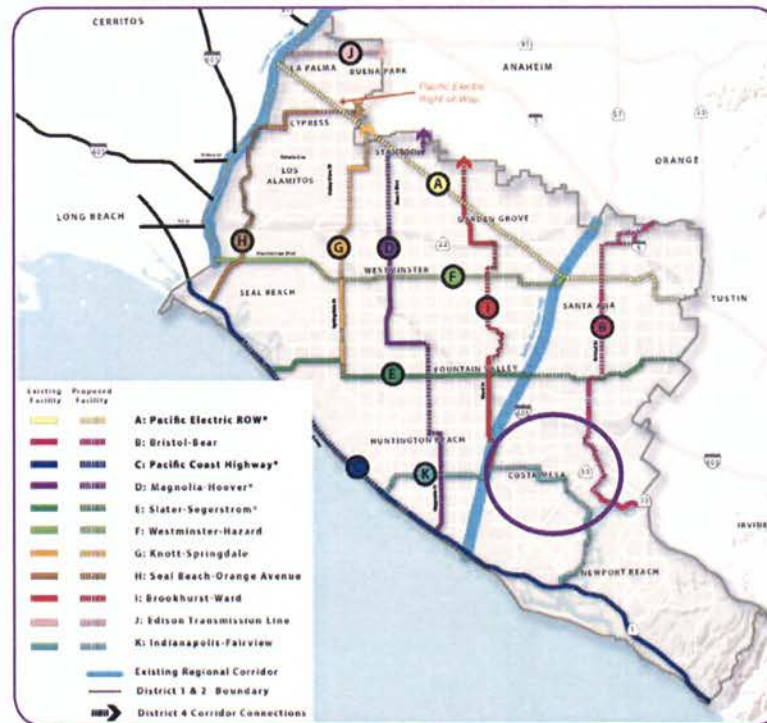 CERRITOS
LA PALMA
J
BUENA PARK
ANAHEIM
Pacific Electric
Right-of-Way
CYPRESS
STANTON
ORANGE
LOS
ALAMITOS
LONG BEACH
A
GARDEN GROVE
H
G
D
WESTMINSTER
F
SEAL BEACH
SANTA ANA
TUSTIN
I
B
E
FOUNTAIN VALLEY
HUNTINGTON BEACH
K
COSTA MESA
NEWPORT BEACH
IRVINE
Existing Facility
Proposed Facility
A: Pacific Electric ROW*
B: Bristol-Bear
C: Pacific Coast Highway*
D: Magnolia-Hoover*
E: Slater-Segerstrom*
F: Westminster-Hazard
G: Knott-Springdale
H: Seal Beach-Orange Avenue
I: Brookhurst-Ward
J: Edison Transmission Line
K: Indianapolis-Fairview
Existing Regional Corridor
District 1 & 2 Boundary
District 4 Corridor Connections